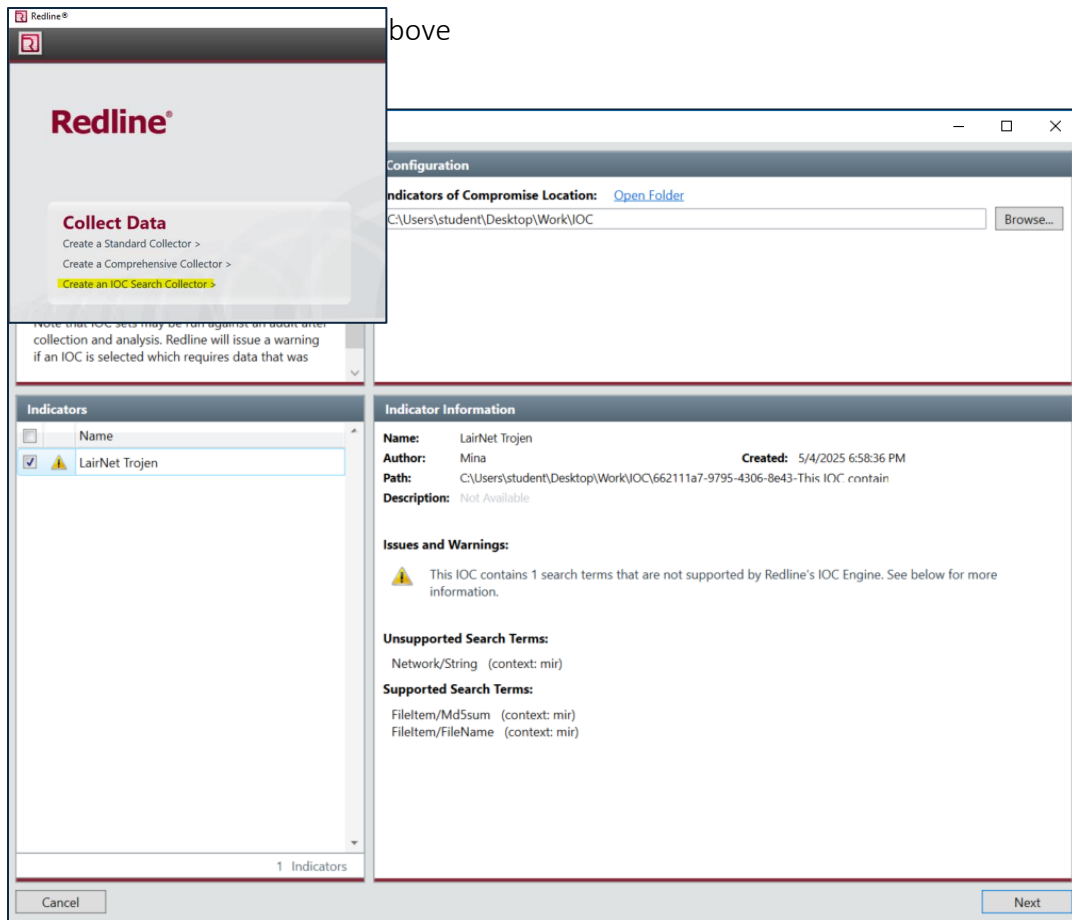 Redline®
bove
Redline®
Collect Data
Create a Standard Collector >
Create a Comprehensive Collector >
Create an IOC Search Collector >
Configuration
ndicators of Compromise Location: Open Folder
C:\Users\student\Desktop\Work\IOC
Browse...
Note that IOC sets may be run against an audit after
collection and analysis. Redline will issue a warning
if an IOC is selected which requires data that was
Indicators
Name
LairNet Trojen
1 Indicators
Indicator Information
Name: LairNet Trojen
Author: Mina Created: 5/4/2025 6:58:36 PM
Path: C:\Users\student\Desktop\Work\IOC\662111a7-9795-4306-8e43-This IOC contain
Description: Not Available
Issues and Warnings:
This IOC contains 1 search terms that are not supported by Redline's IOC Engine. See below for more
information.
Unsupported Search Terms:
Network/String (context: mir)
Supported Search Terms:
FileItem/Md5sum (context: mir)
FileItem/FileName (context: mir)
Cancel
Next